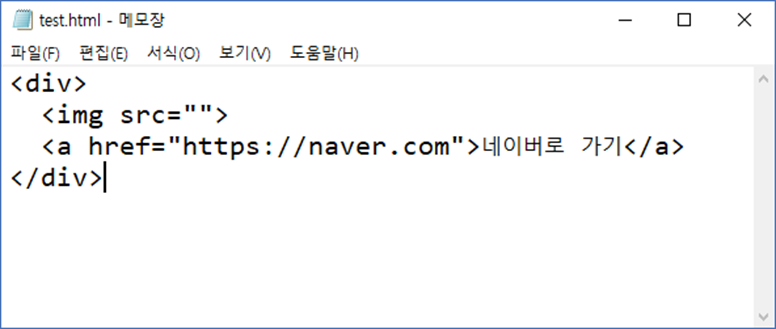 test.html - 메모장
파일(F) 편집(E) 서식(O) 보기(V) 도움말(H)
<div>
  <img src="">
  <a href="https://naver.com">네이버로 가기</a>
</div>